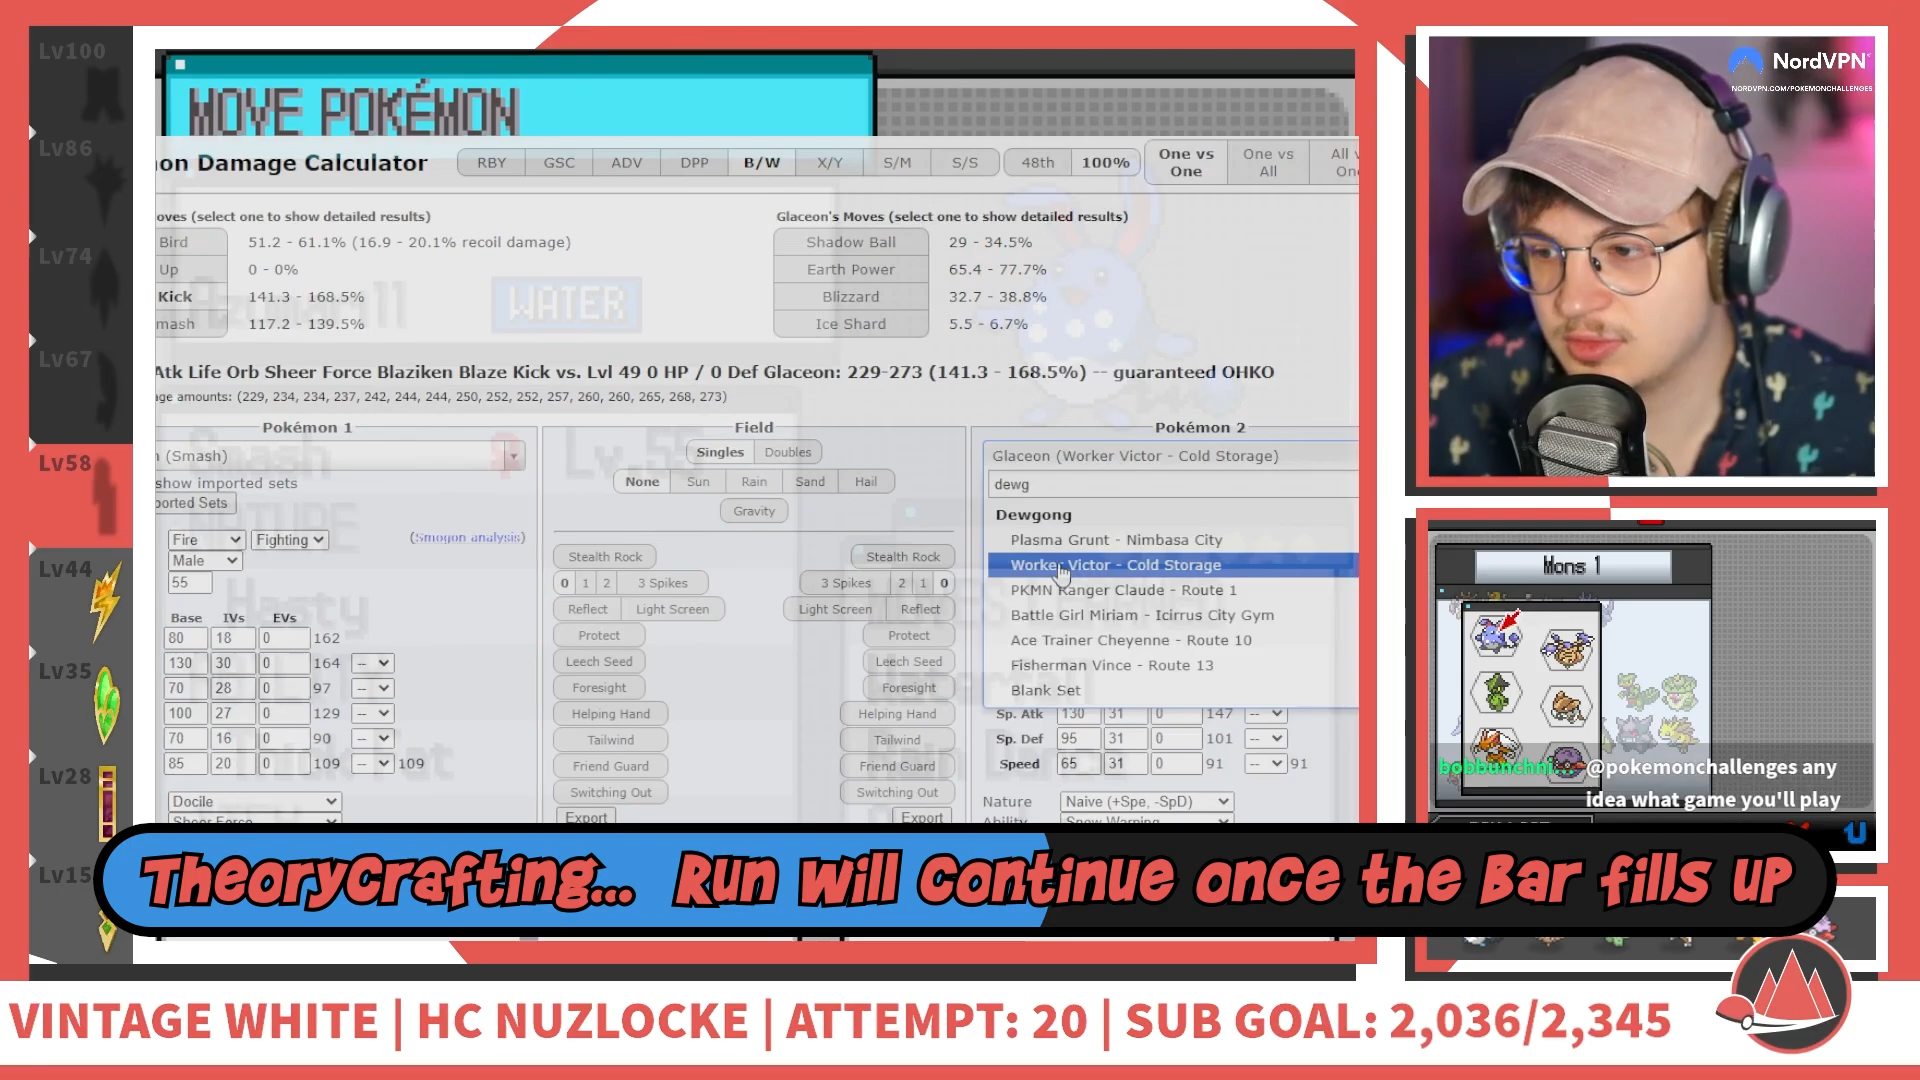 Lv100
Lv86
Lv74
Lv67
Lv58
Lv44
Lv35
Lv28
Lv15
MOVE POKÉMON
on Damage Calculator
RBY GSC ADV DPP B/W X/Y S/M S/S
48th 100%
One vs One
One vs All
oves (select one to show detailed results)
Bird 51.2 - 61.1% (16.9 - 20.1% recoil damage)
Up 0 - 0%
Kick 141.3 - 168.5%
mash 117.2 - 139.5%
Glaceon's Moves (select one to show detailed results)
Shadow Ball 29 - 34.5%
Earth Power 65.4 - 77.7%
Blizzard 32.7 - 38.8%
Ice Shard 5.5 - 6.7%
Azumarill
WATER
Atk Life Orb Sheer Force Blaziken Blaze Kick vs. Lvl 49 0 HP / 0 Def Glaceon: 229-273 (141.3 - 168.5%) -- guaranteed OHKO
age amounts: (229, 234, 234, 237, 242, 244, 244, 250, 252, 252, 257, 260, 260, 265, 268, 273)
Pokémon 1
(Smash)
show imported sets
orted Sets
Fire Fighting (Smogon analysis)
Male
55
Base IVs EVs
80 18 0 162
130 30 0 164 --
70 28 0 97 --
100 27 0 129 --
70 16 0 90 --
85 20 0 109 -- 109
Docile
Sheer Force
Smash
Lv.55
NATURE
Hasty
Field
Singles Doubles
None Sun Rain Sand Hail
Gravity
Stealth Rock Stealth Rock
0 1 2 3 Spikes 3 Spikes 2 1 0
Reflect Light Screen Light Screen Reflect
Protect Protect
Leech Seed Leech Seed
Foresight Foresight
Helping Hand Helping Hand
Tailwind Tailwind
Friend Guard Friend Guard
Switching Out Switching Out
Export Export
Pokémon 2
Glaceon (Worker Victor - Cold Storage)
dewg
Dewgong
Plasma Grunt - Nimbasa City
Worker Victor - Cold Storage
PKMN Ranger Claude - Route 1
Battle Girl Miriam - Icirrus City Gym
Ace Trainer Cheyenne - Route 10
Fisherman Vince - Route 13
Blank Set
Sp. Atk 130 31 0 147 --
Sp. Def 95 31 0 101 --
Speed 65 31 0 91 -- 91
Nature Naive (+Spe, -SpD)
Ability Snow Warning
NordVPN
NORDVPN.COM/POKEMONCHALLENGES
Mons 1
bobbunchni... @pokemonchallenges any
idea what game you'll play
Theorycrafting... Run will continue once the Bar fills up
VINTAGE WHITE | HC NUZLOCKE | ATTEMPT: 20 | SUB GOAL: 2,036/2,345